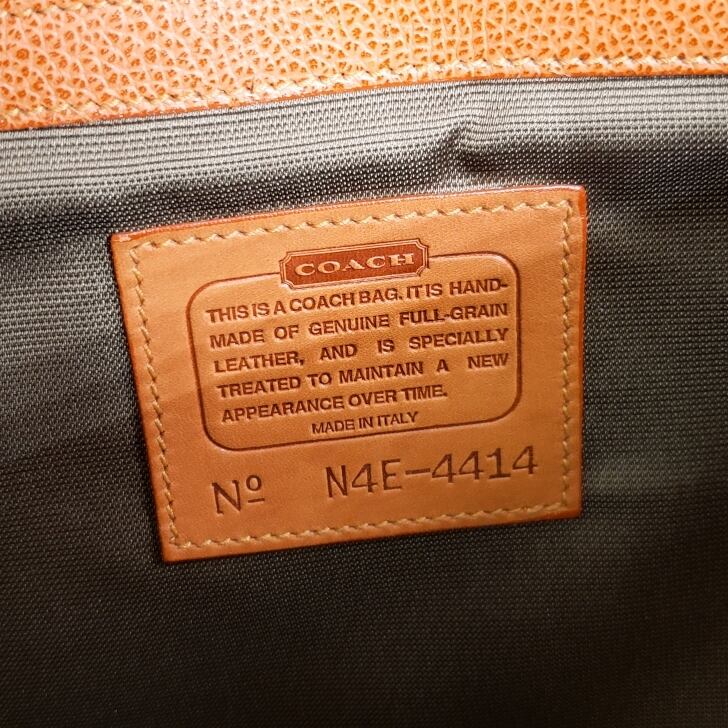 COACH
THIS IS A COACH BAG. IT IS HAND-
MADE OF GENUINE FULL-GRAIN
LEATHER, AND IS SPECIALLY
TREATED TO MAINTAIN A NEW
APPEARANCE OVER TIME.
MADE IN ITALY
Nº N4E-4414